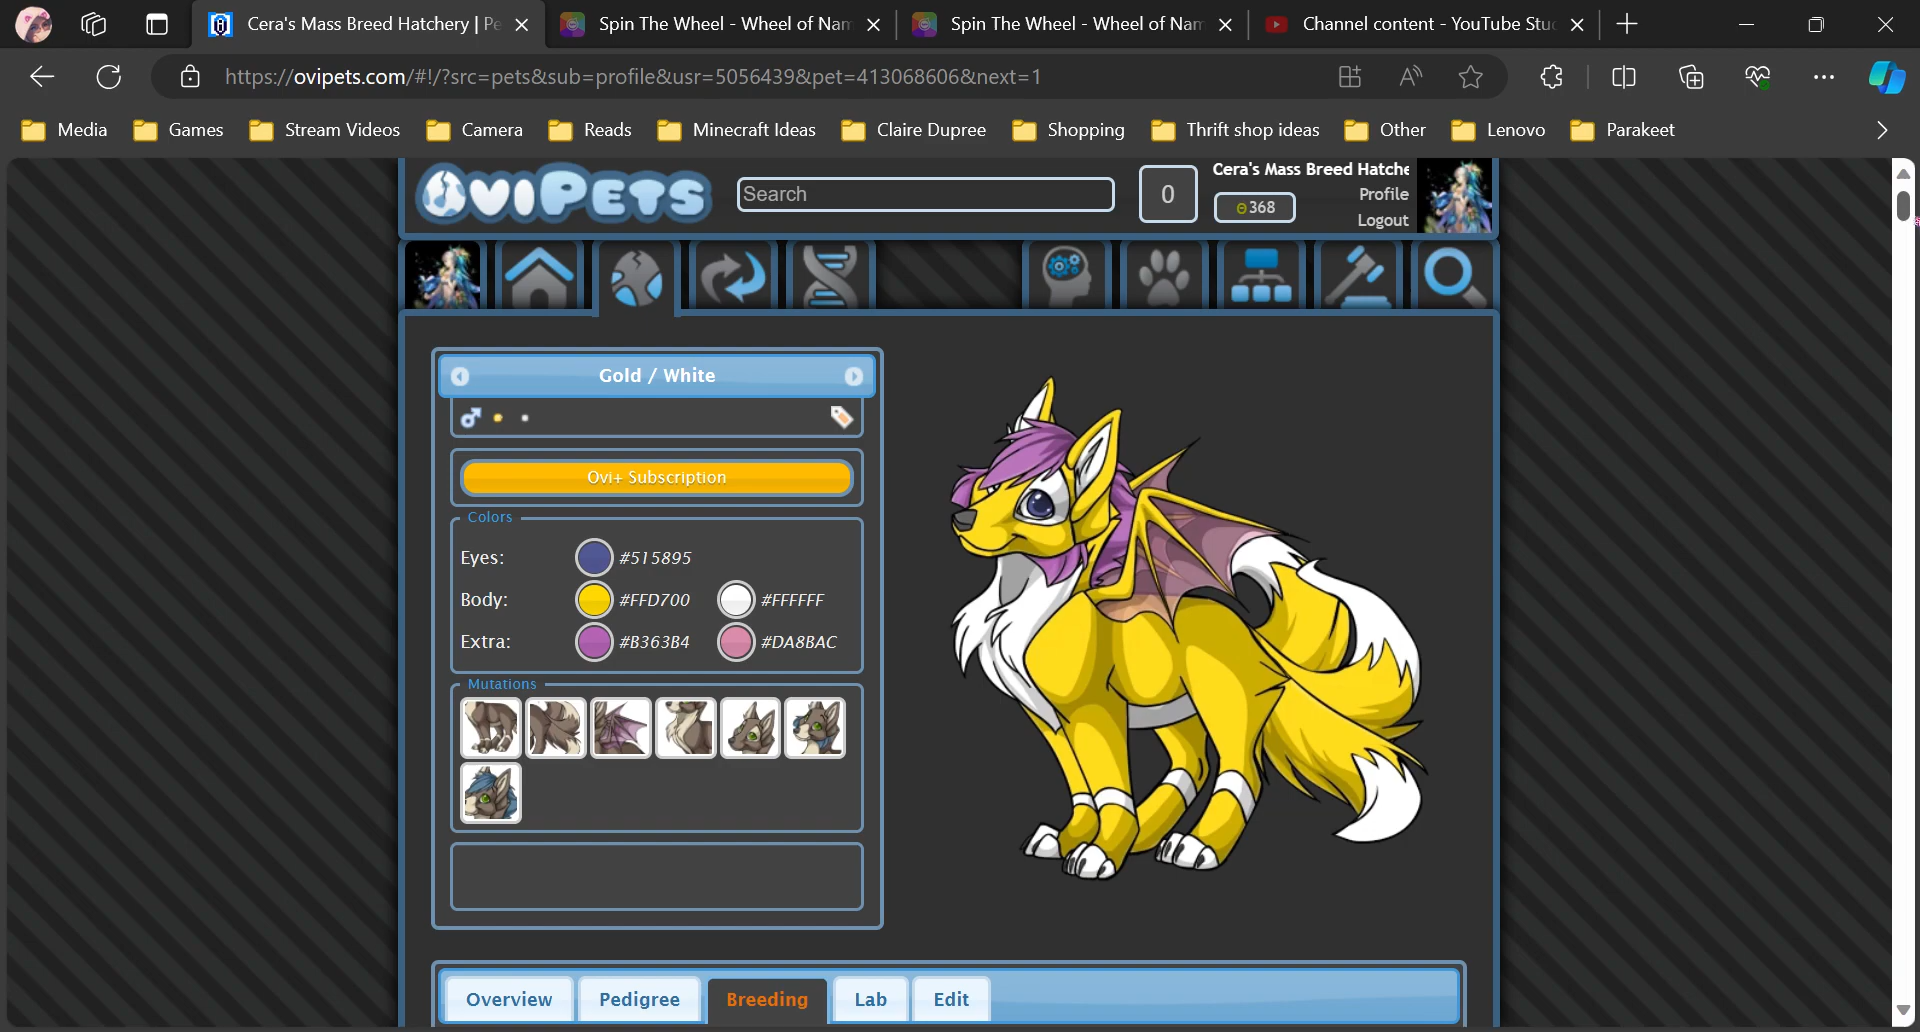 Cera's Mass Breed Hatchery | Pe
Spin The Wheel - Wheel of Nam
Spin The Wheel - Wheel of Nam
Channel content - YouTube Stud
https://ovipets.com/#!/?src=pets&sub=profile&usr=5056439&pet=413068606&next=1
Media
Games
Stream Videos
Camera
Reads
Minecraft Ideas
Claire Dupree
Shopping
Thrift shop ideas
Other
Lenovo
Parakeet
OviPets
Search
0
Cera's Mass Breed Hatche
368
Profile
Logout
Gold / White
Ovi+ Subscription
Colors
Eyes: #515895
Body: #FFD700 #FFFFFF
Extra: #B363B4 #DA8BAC
Mutations
Overview
Pedigree
Breeding
Lab
Edit